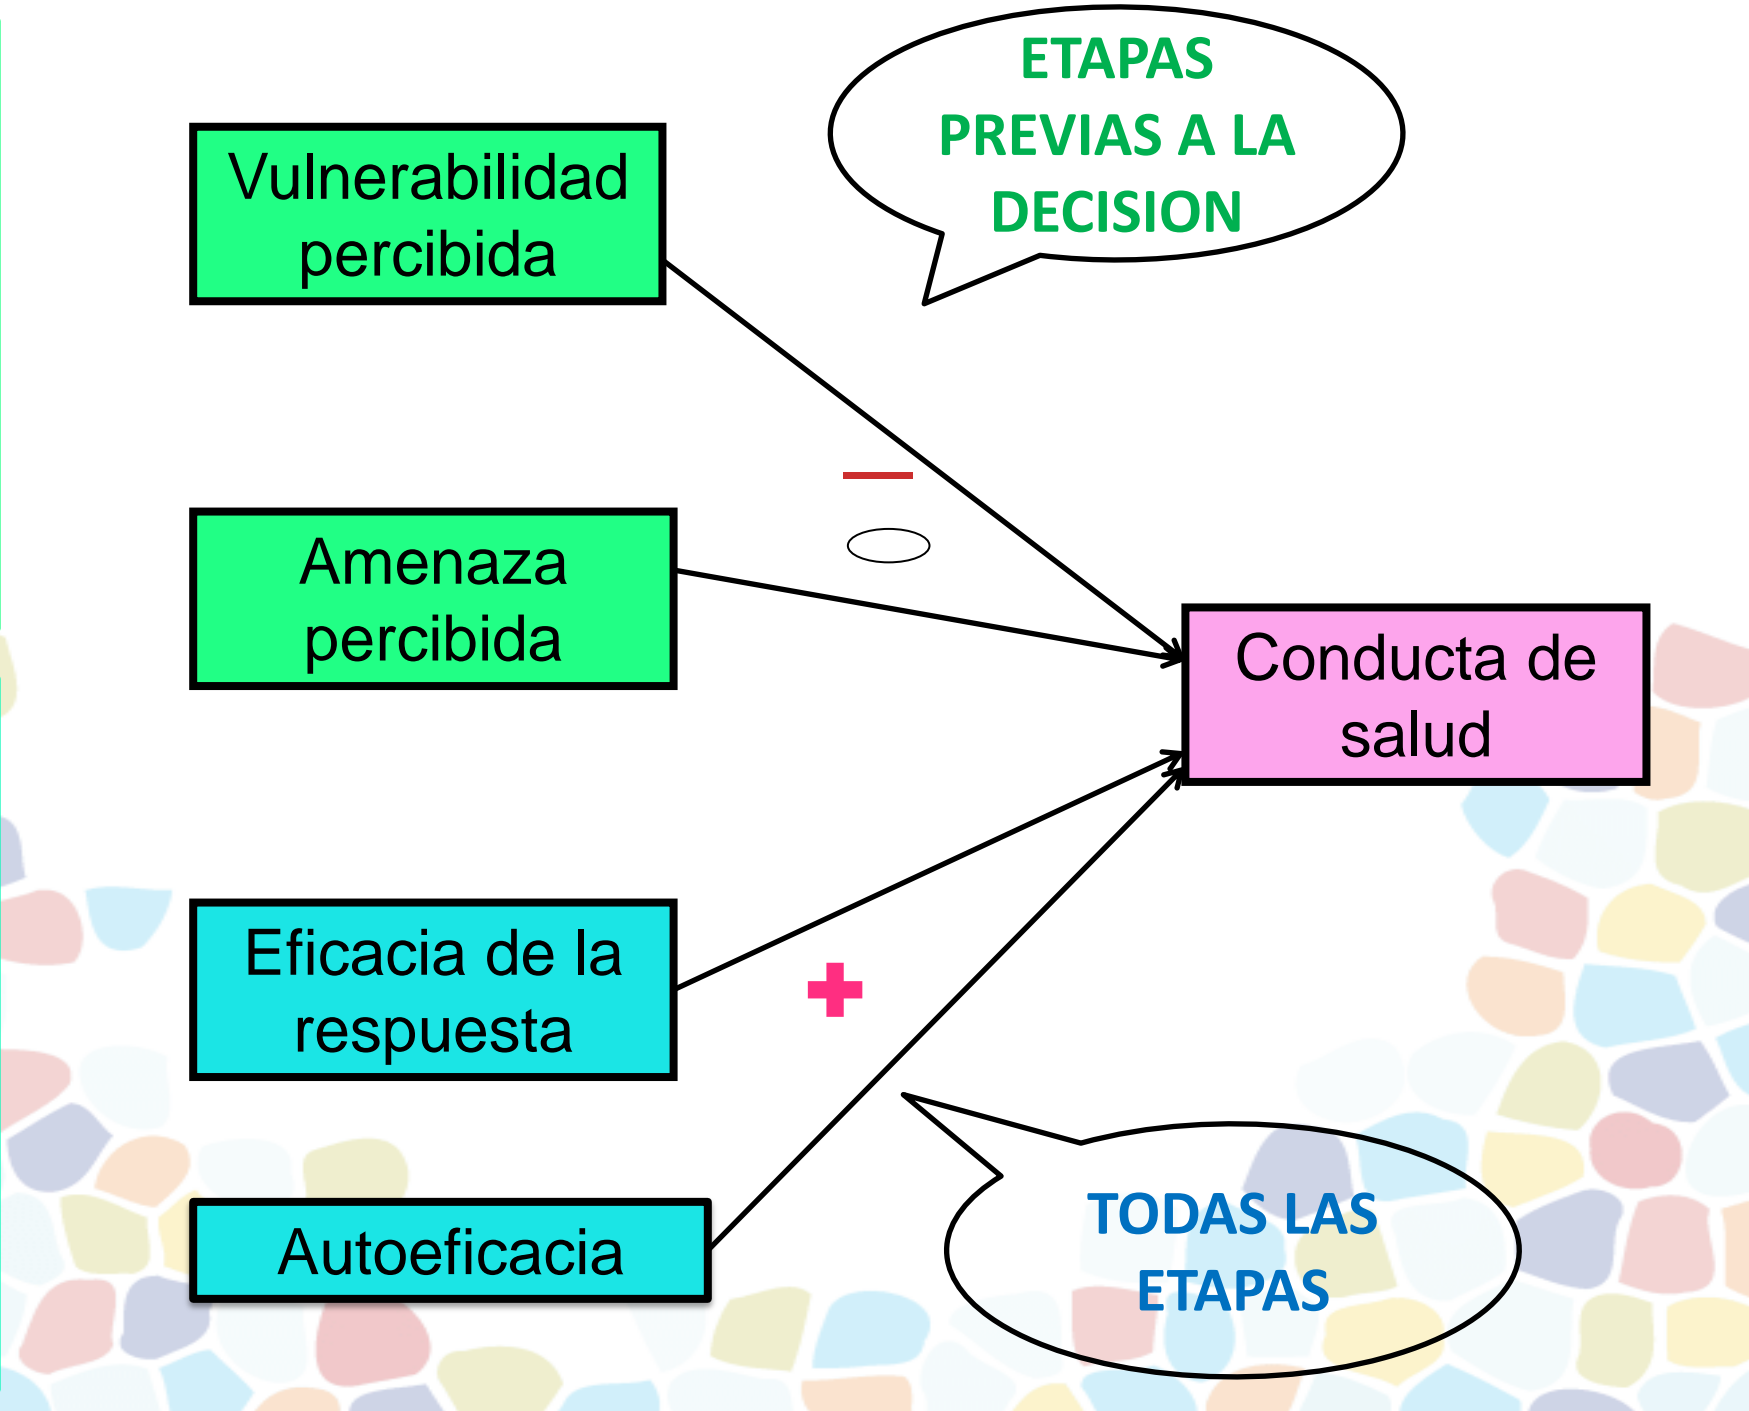 ETAPAS
PREVIAS A LA
DECISION
Vulnerabilidad
percibida
Amenaza
percibida
Conducta de
salud
Eficacia de la
respuesta
Autoeficacia
TODAS LAS
ETAPAS